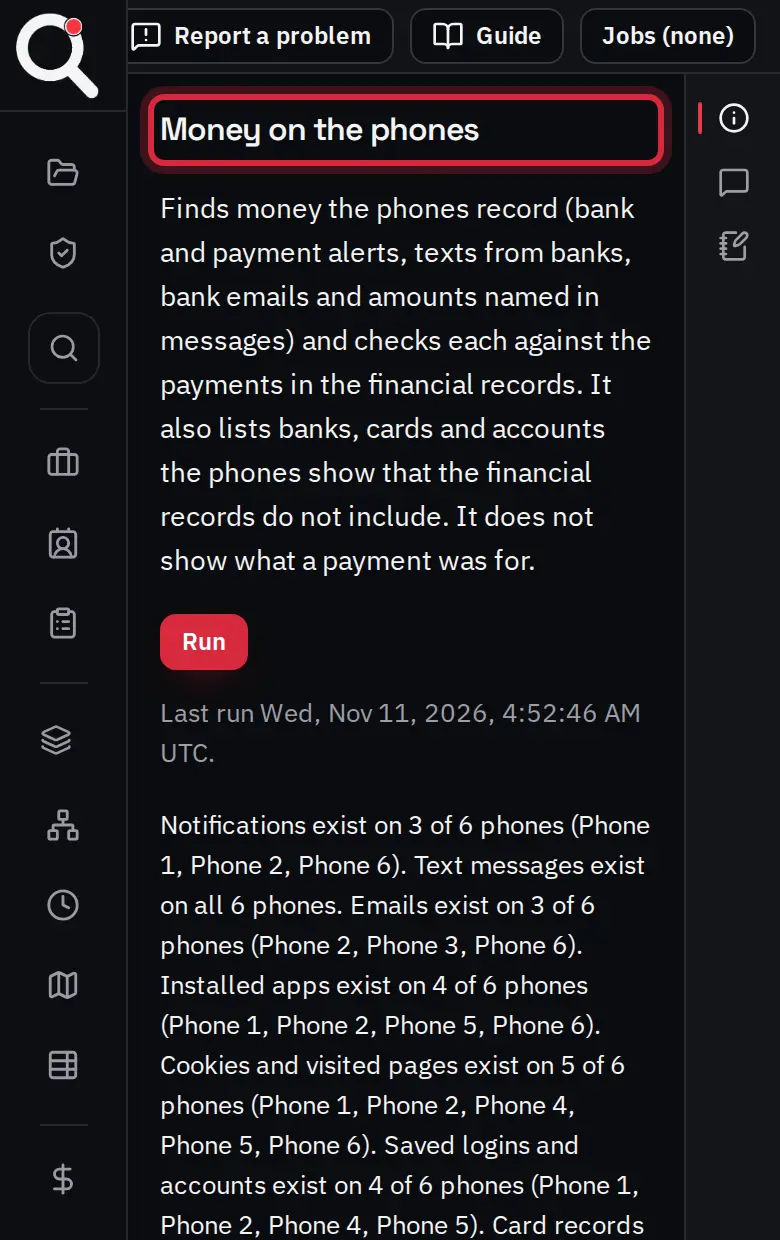 Report a problem
Guide
Jobs (none)
Money on the phones
Finds money the phones record (bank
and payment alerts, texts from banks,
bank emails and amounts named in
messages) and checks each against the
payments in the financial records. It
also lists banks, cards and accounts
the phones show that the financial
records do not include. It does not
show what a payment was for.
Run
Last run Wed, Nov 11, 2026, 4:52:46 AM
UTC.
Notifications exist on 3 of 6 phones (Phone
1, Phone 2, Phone 6). Text messages exist
on all 6 phones. Emails exist on 3 of 6
phones (Phone 2, Phone 3, Phone 6).
Installed apps exist on 4 of 6 phones
(Phone 1, Phone 2, Phone 5, Phone 6).
Cookies and visited pages exist on 5 of 6
phones (Phone 1, Phone 2, Phone 4,
Phone 5, Phone 6). Saved logins and
accounts exist on 4 of 6 phones (Phone 1,
Phone 2, Phone 4, Phone 5). Card records